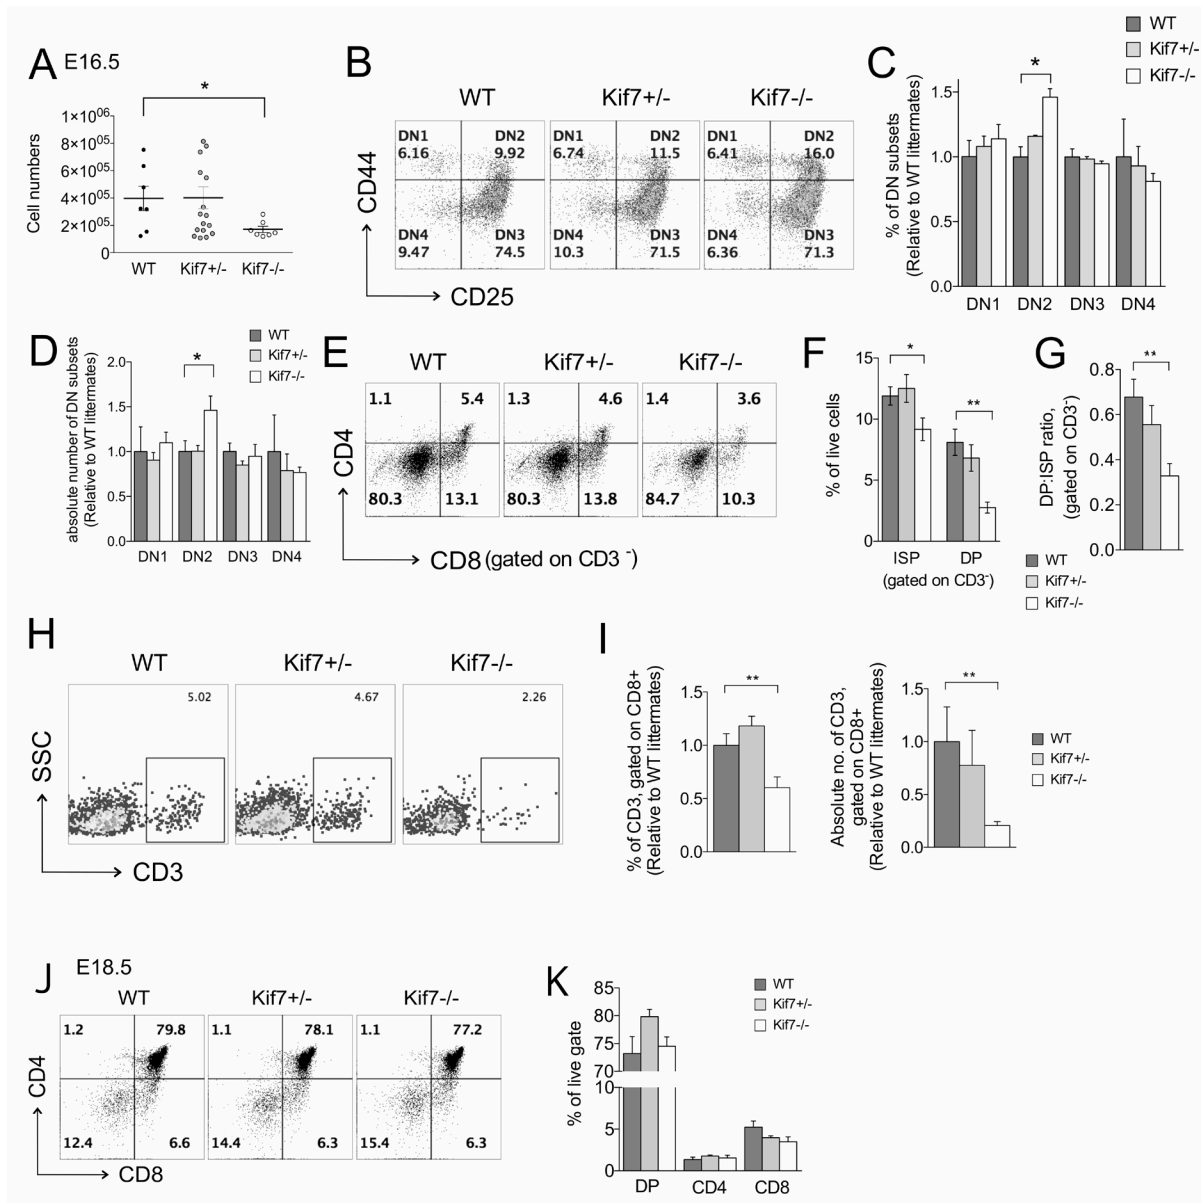 A E16.5
*
Cell numbers
1×10⁰⁶
8×10⁰⁵
6×10⁰⁵
4×10⁰⁵
2×10⁰⁵
0
WT Kif7+/- Kif7-/-
B
WT Kif7+/- Kif7-/-
DN1 DN2 DN1 DN2 DN1 DN2
6.16 9.92 6.74 11.5 6.41 16.0
DN4 DN3 DN4 DN3 DN4 DN3
9.47 74.5 10.3 71.5 6.36 71.3
CD44
CD25
C
WT
Kif7+/-
Kif7-/-
% of DN subsets
(Relative to WT littermates)
*
1.5
1.0
0.5
0.0
DN1 DN2 DN3 DN4
D
WT
Kif7+/-
Kif7-/-
absolute number of DN subsets
(Relative to WT littermates)
*
2.0
1.5
1.0
0.5
0.0
DN1 DN2 DN3 DN4
E
WT Kif7+/- Kif7-/-
1.1 5.4 1.3 4.6 1.4 3.6
80.3 13.1 80.3 13.8 84.7 10.3
CD4
CD8 (gated on CD3 ⁻)
F
% of live cells
*
**
15
10
5
0
ISP DP
(gated on CD3⁻)
G
DP:ISP ratio,
(gated on CD3⁻)
**
0.8
0.6
0.4
0.2
0.0
WT
Kif7+/-
Kif7-/-
H
WT Kif7+/- Kif7-/-
5.02 4.67 2.26
SSC
CD3
I
% of CD3, gated on CD8+
(Relative to WT littermates)
**
1.5
1.0
0.5
0.0
Absolute no. of CD3,
gated on CD8+
(Relative to WT littermates)
**
1.5
1.0
0.5
0.0
WT
Kif7+/-
Kif7-/-
J E18.5
WT Kif7+/- Kif7-/-
1.2 79.8 1.1 78.1 1.1 77.2
12.4 6.6 14.4 6.3 15.4 6.3
CD4
CD8
K
WT
Kif7+/-
Kif7-/-
% of live gate
85
80
75
70
10
5
0
DP CD4 CD8